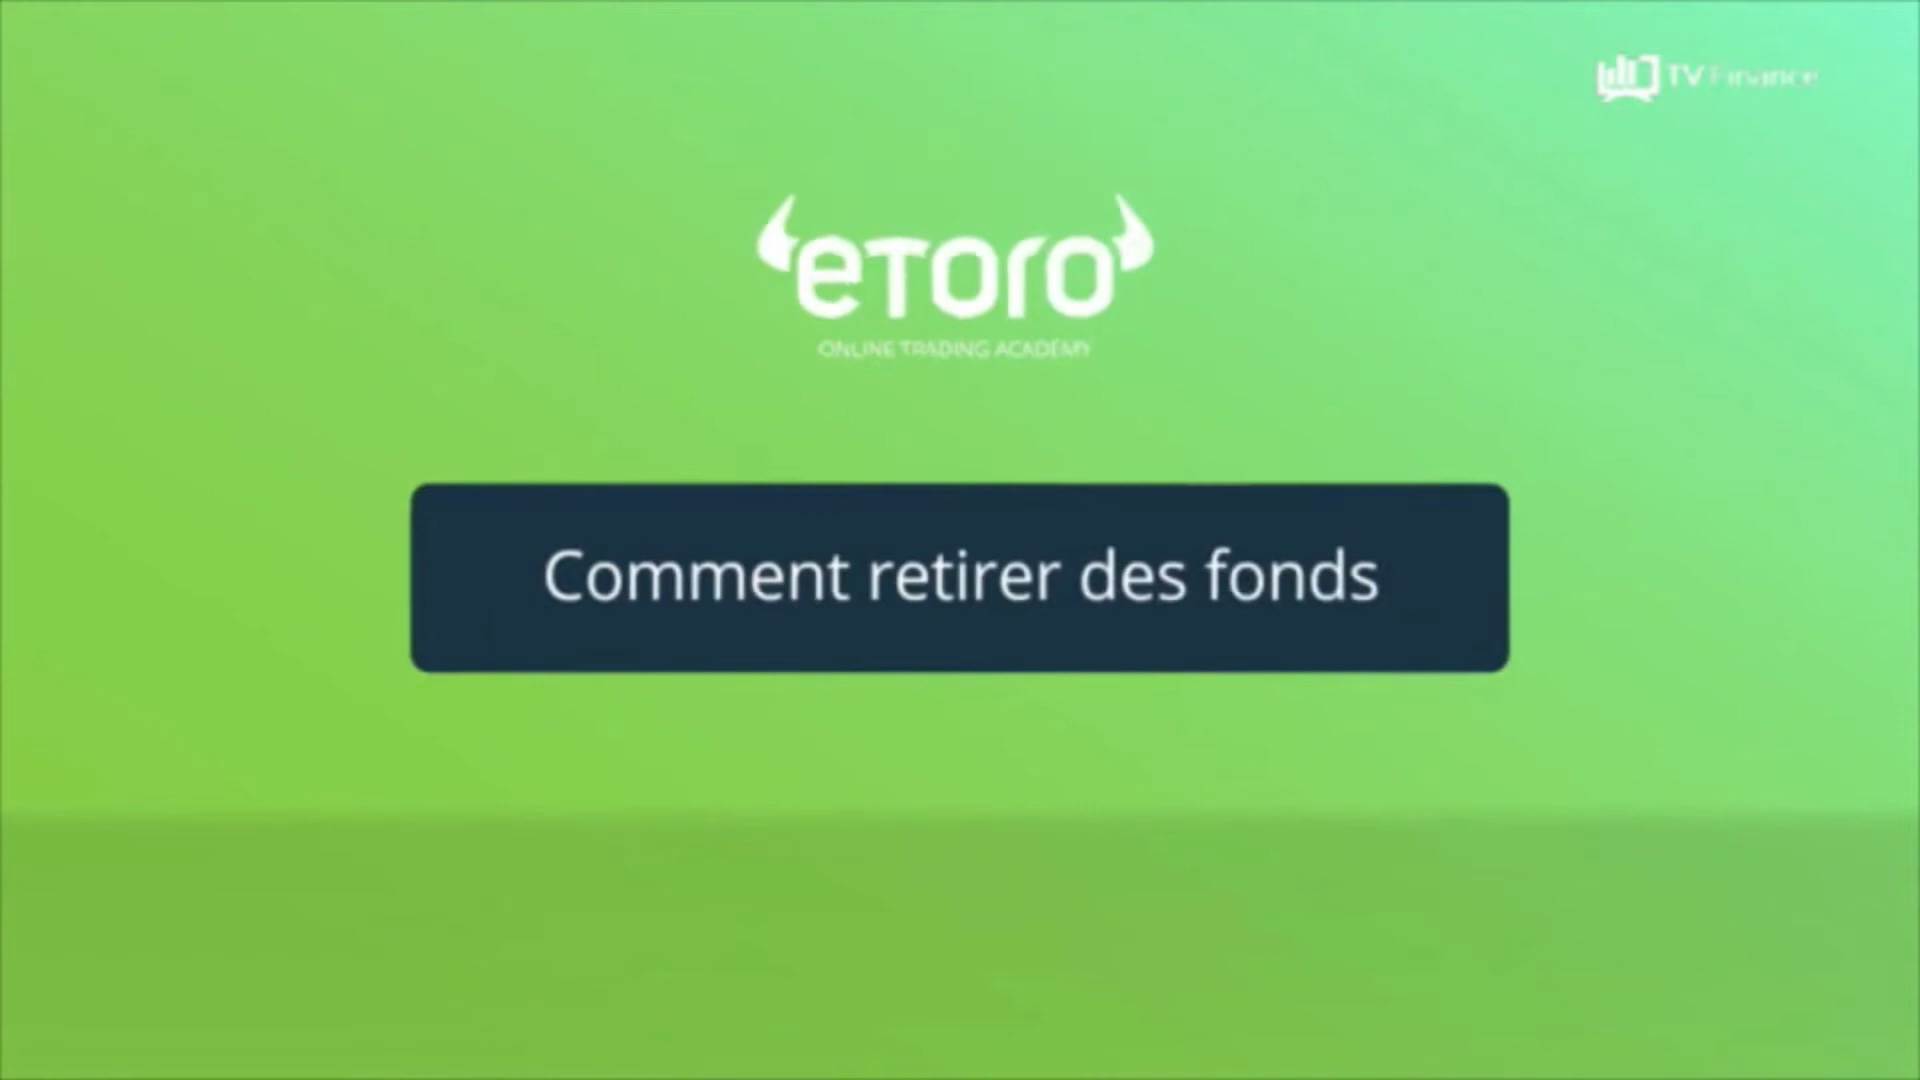 TV Finance
eToro
ONLINE TRADING ACADEMY
Comment retirer des fonds